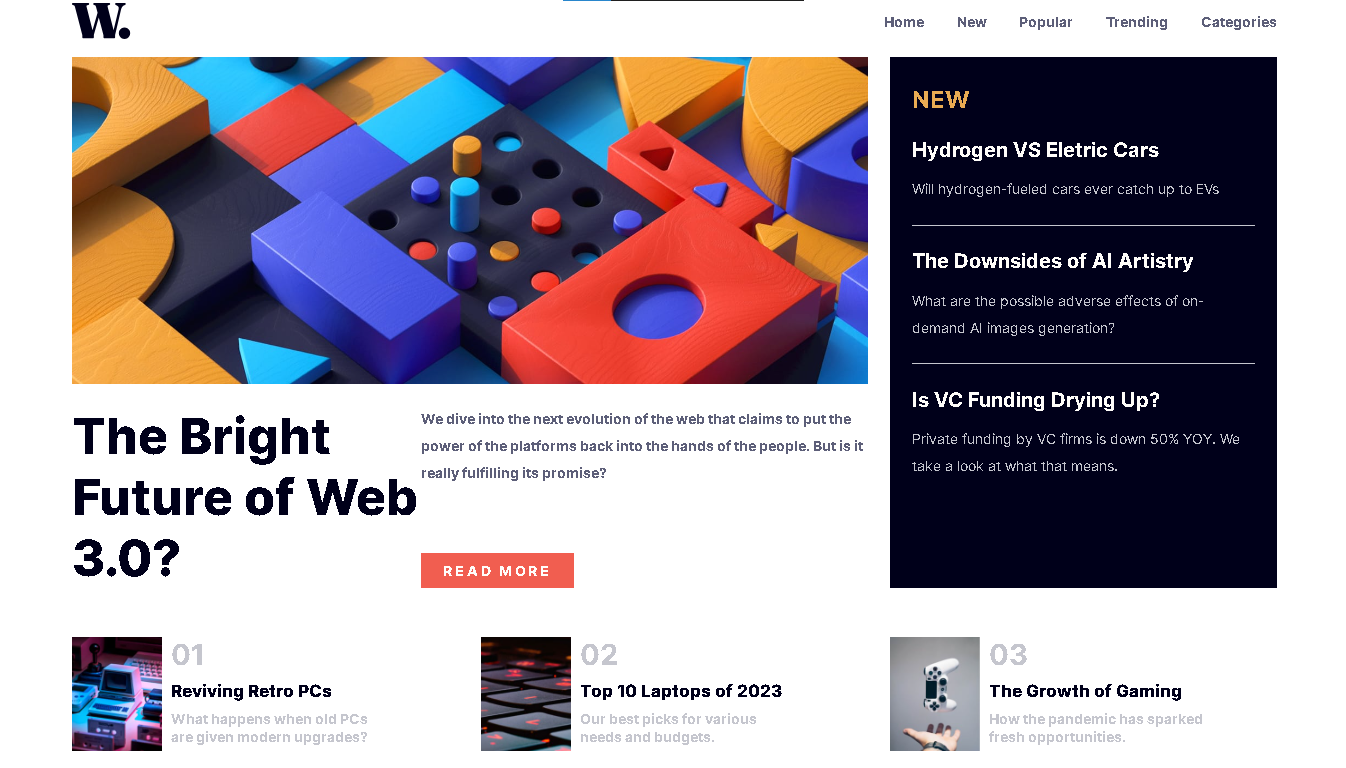 W.
Home New Popular Trending Categories
The Bright
Future of Web
3.0?
We dive into the next evolution of the web that claims to put the
power of the platforms back into the hands of the people. But is it
really fulfilling its promise?
READ MORE
NEW
Hydrogen VS Eletric Cars
Will hydrogen-fueled cars ever catch up to EVs
The Downsides of AI Artistry
What are the possible adverse effects of on-
demand AI images generation?
Is VC Funding Drying Up?
Private funding by VC firms is down 50% YOY. We
take a look at what that means.
01
Reviving Retro PCs
What happens when old PCs
are given modern upgrades?
02
Top 10 Laptops of 2023
Our best picks for various
needs and budgets.
03
The Growth of Gaming
How the pandemic has sparked
fresh opportunities.